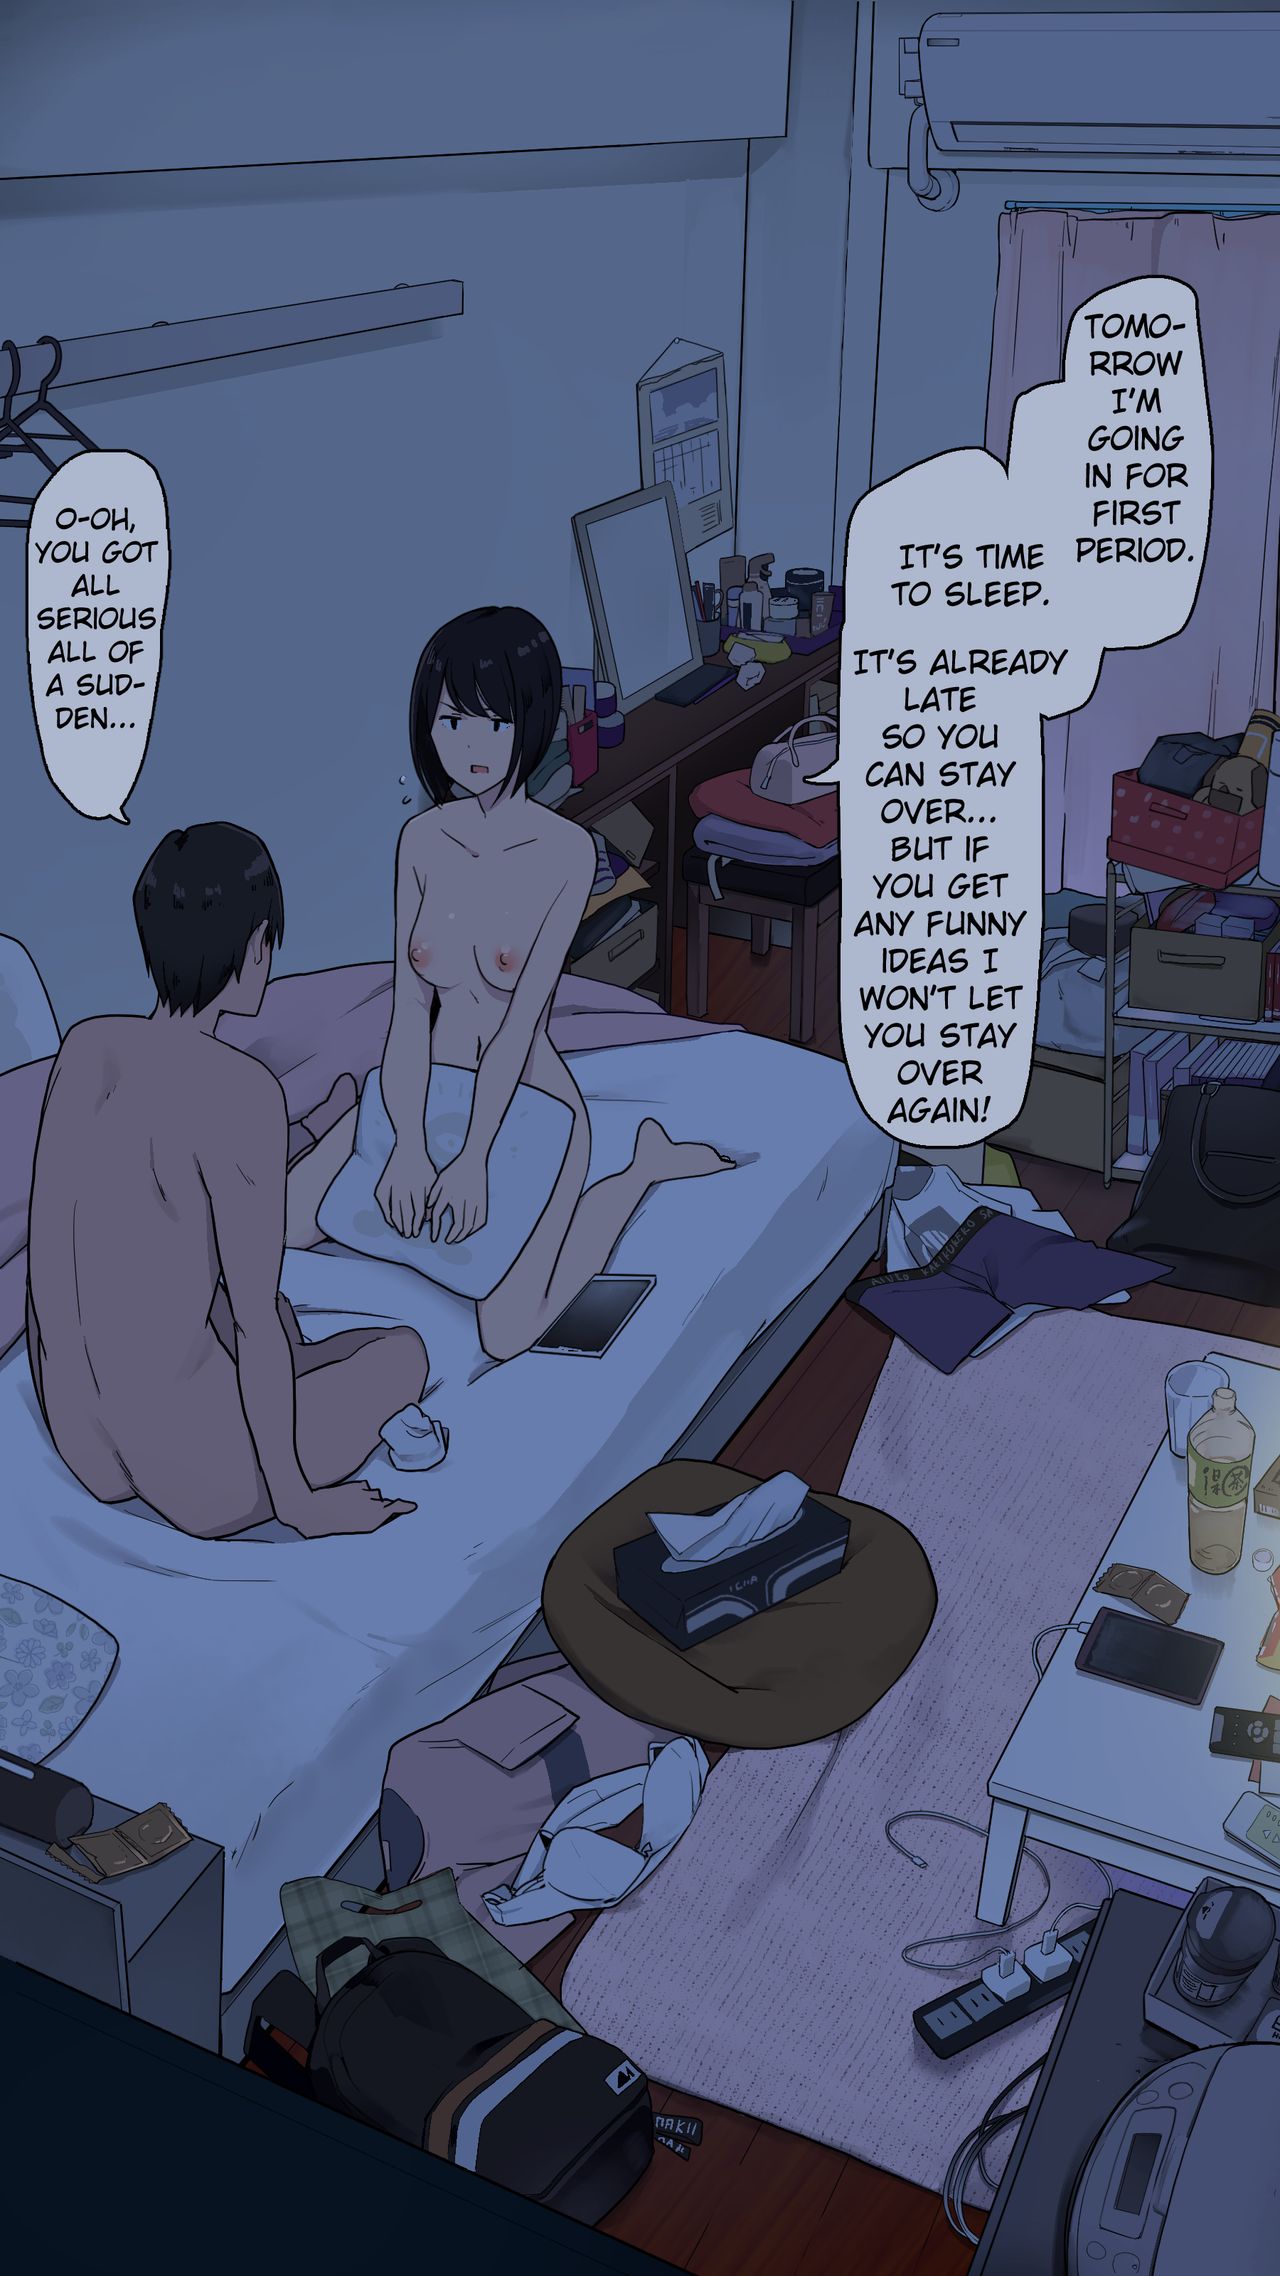 TOMO-
RROW
I'M
GOING
IN FOR
FIRST
PERIOD.
IT'S TIME
TO SLEEP.
IT'S ALREADY
LATE
SO YOU
CAN STAY
OVER...
BUT IF
YOU GET
ANY FUNNY
IDEAS I
WON'T LET
YOU STAY
OVER
AGAIN!
O-OH,
YOU GOT
ALL
SERIOUS
ALL OF
A SUD-
DEN...